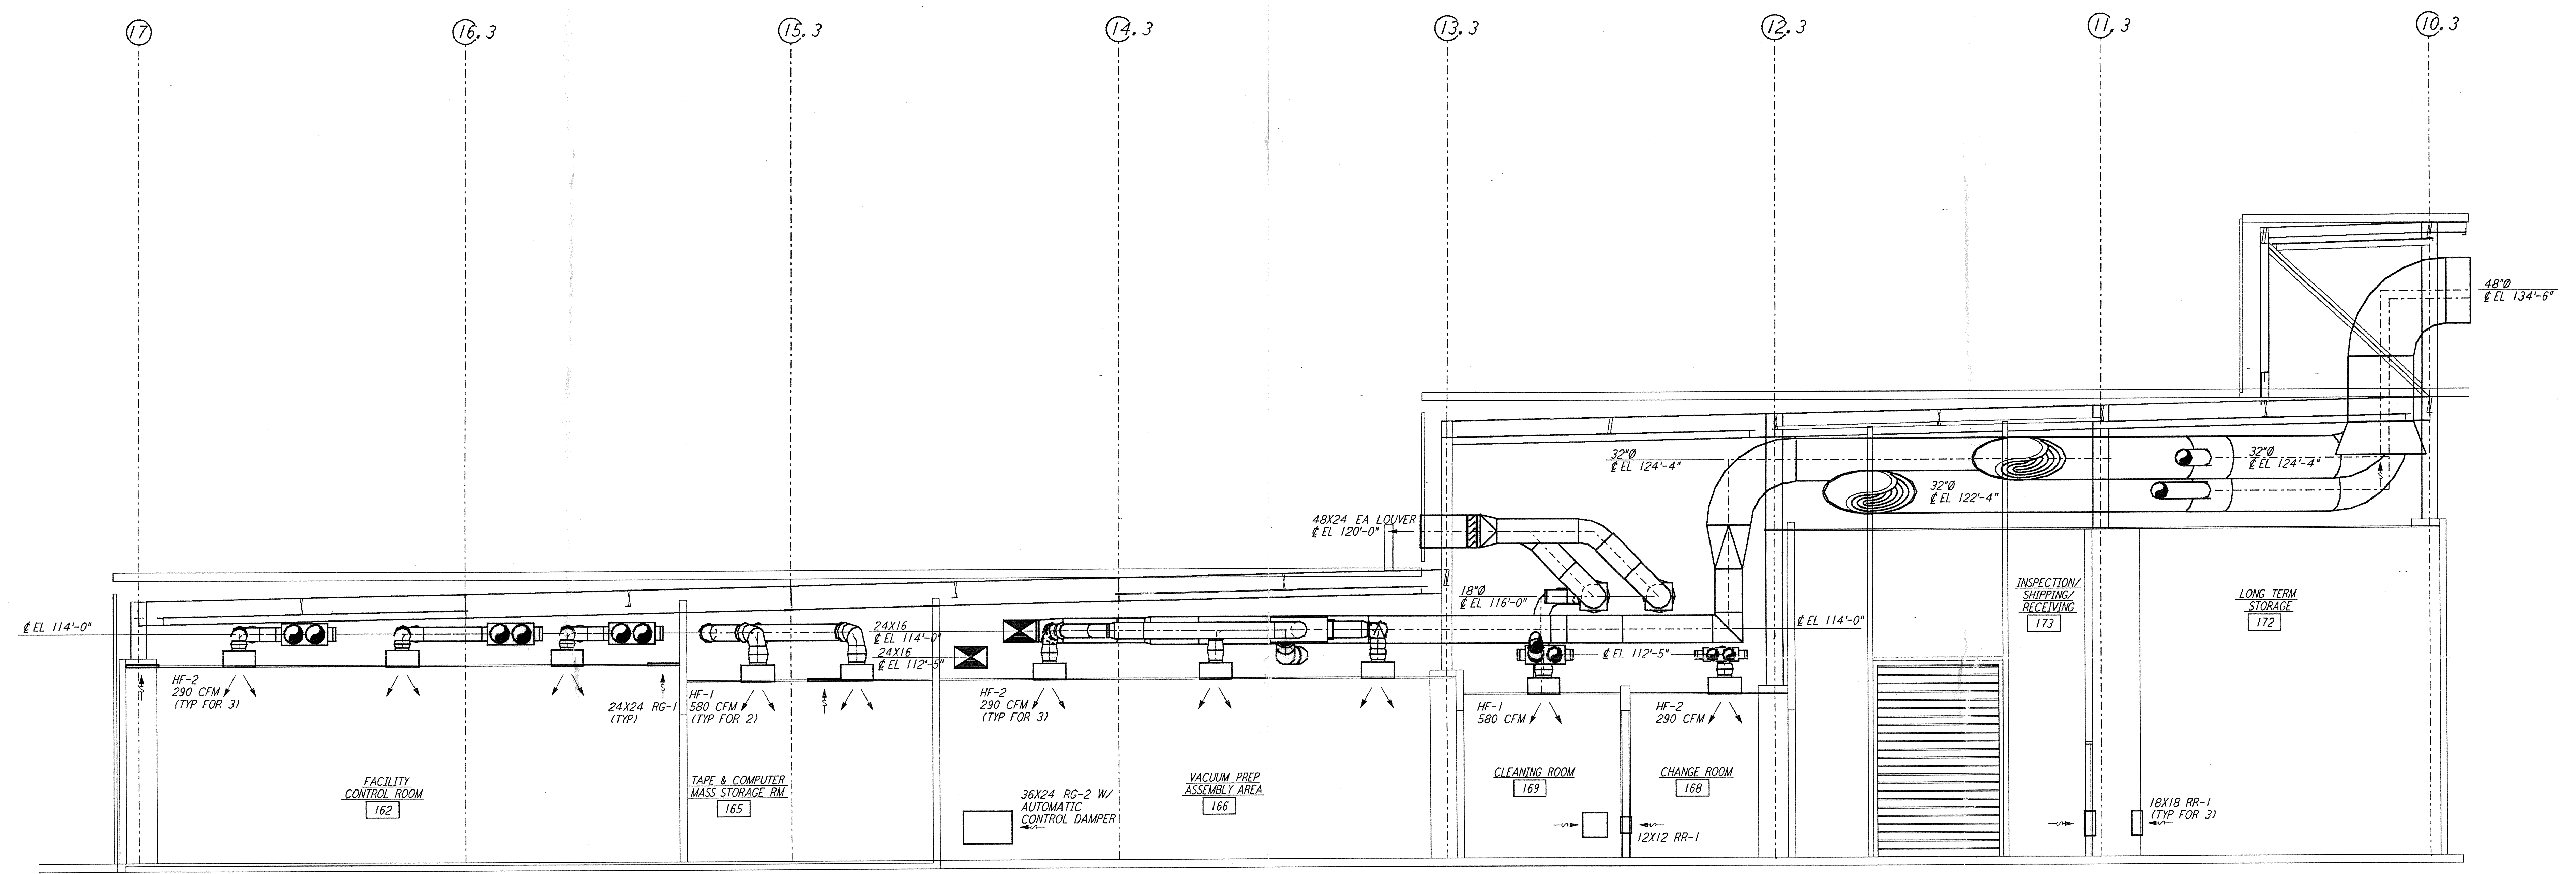 17
16.3
15.3
14.3
13.3
12.3
11.3
10.3
48"Ø
℄ EL 134'-6"
32"Ø
℄ EL 124'-4"
32"Ø
℄ EL 124'-4"
32"Ø
℄ EL 122'-4"
48X24 EA LOUVER
℄ EL 120'-0"
18"Ø
℄ EL 116'-0"
℄ EL 114'-0"
24X16
℄ EL 114'-0"
24X16
℄ EL 112'-5"
℄ EL 114'-0"
℄ EL 112'-5"
HF-2
290 CFM
(TYP FOR 3)
24X24 RG-1
(TYP)
HF-1
580 CFM
(TYP FOR 2)
HF-2
290 CFM
(TYP FOR 3)
HF-1
580 CFM
HF-2
290 CFM
INSPECTION/
SHIPPING/
RECEIVING
173
LONG TERM
STORAGE
172
FACILITY
CONTROL ROOM
162
TAPE & COMPUTER
MASS STORAGE RM
165
VACUUM PREP
ASSEMBLY AREA
166
CLEANING ROOM
169
CHANGE ROOM
168
36X24 RG-2 W/
AUTOMATIC
CONTROL DAMPER
12X12 RR-1
18X18 RR-1
(TYP FOR 3)